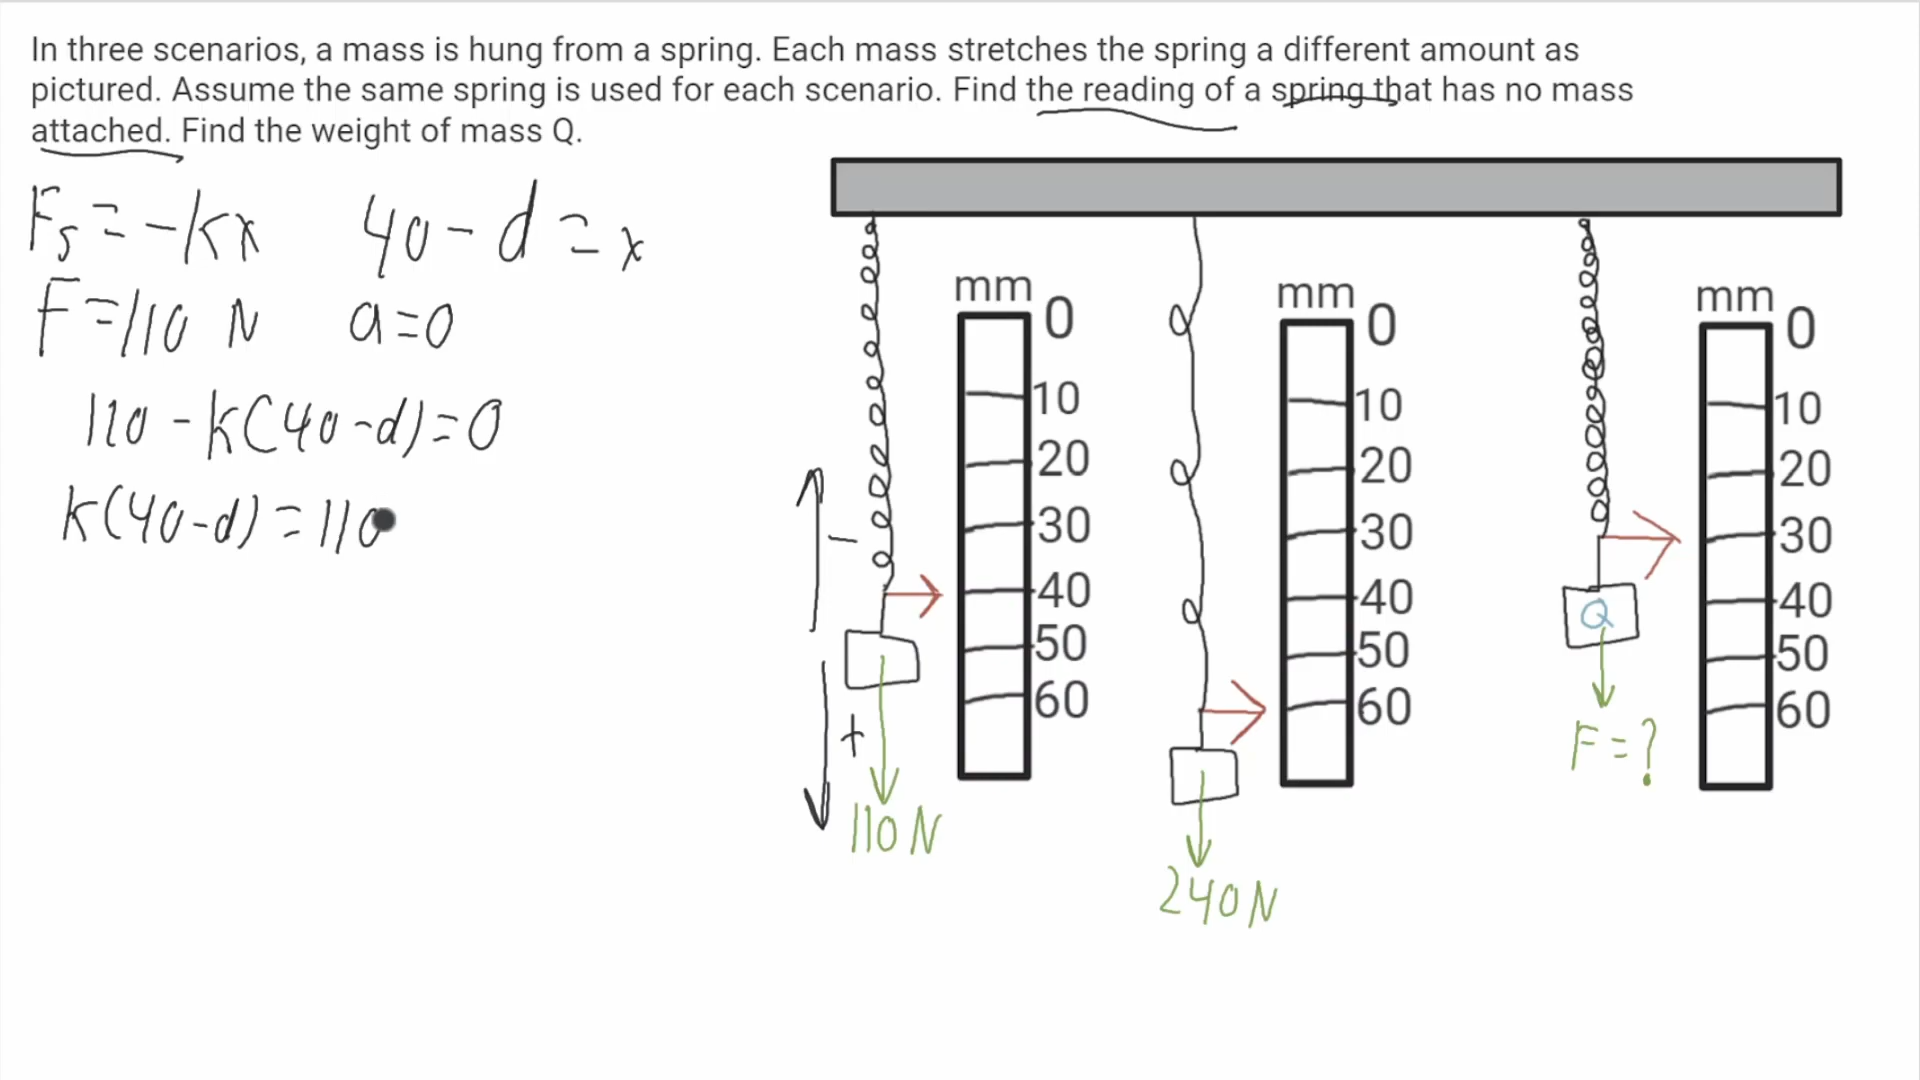 In three scenarios, a mass is hung from a spring. Each mass stretches the spring a different amount as
pictured. Assume the same spring is used for each scenario. Find the reading of a spring that has no mass
attached. Find the weight of mass Q.
Fs = -kx 40 - d = x
F = 110 N a = 0
110 - k(40 - d) = 0
k(40 - d) = 110
-
+
mm
0
10
20
30
40
50
60
110 N
mm
0
10
20
30
40
50
60
240 N
mm
0
10
20
30
40
50
60
Q
F = ?